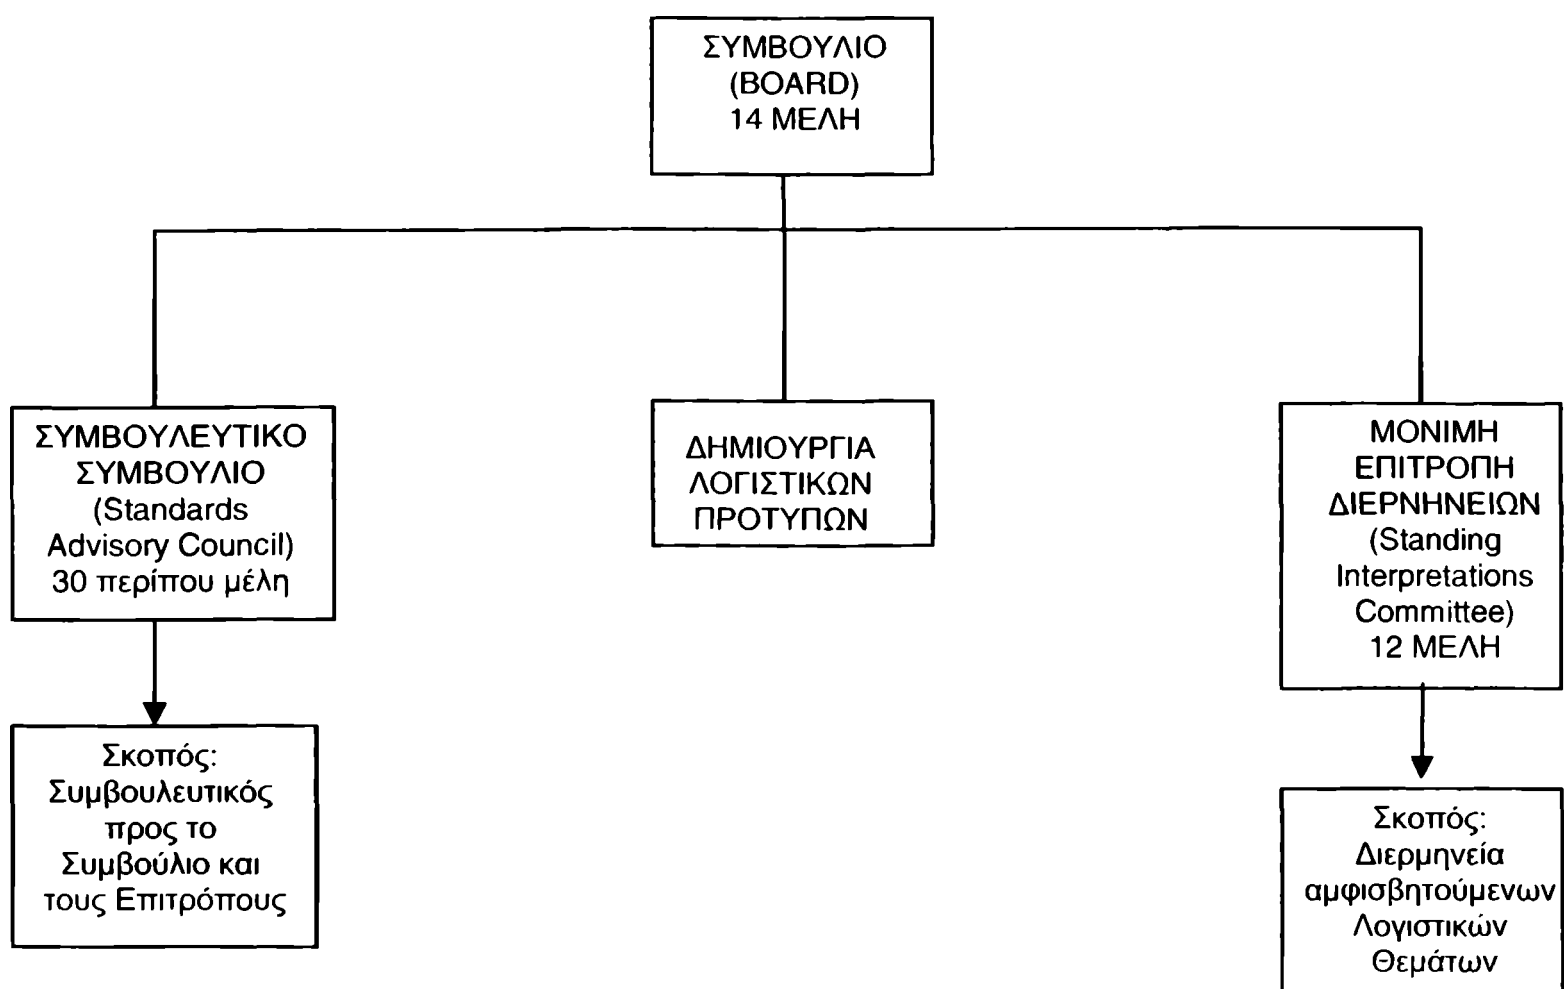 ΣΥΜΒΟΥΛΙΟ
(BOARD)
14 ΜΕΛΗ
ΣΥΜΒΟΥΛΕΥΤΙΚΟ
ΣΥΜΒΟΥΛΙΟ
(Standards
Advisory Council)
30 περίπου μέλη
ΔΗΜΙΟΥΡΓΙΑ
ΛΟΓΙΣΤΙΚΩΝ
ΠΡΟΤΥΠΩΝ
ΜΟΝΙΜΗ
ΕΠΙΤΡΟΠΗ
ΔΙΕΡΝΗΝΕΙΩΝ
(Standing
Interpretations
Committee)
12 ΜΕΛΗ
Σκοπός:
Συμβουλευτικός
προς το
Συμβούλιο και
τους Επιτρόπους
Σκοπός:
Διερμηνεία
αμφισβητούμενων
Λογιστικών
Θεμάτων